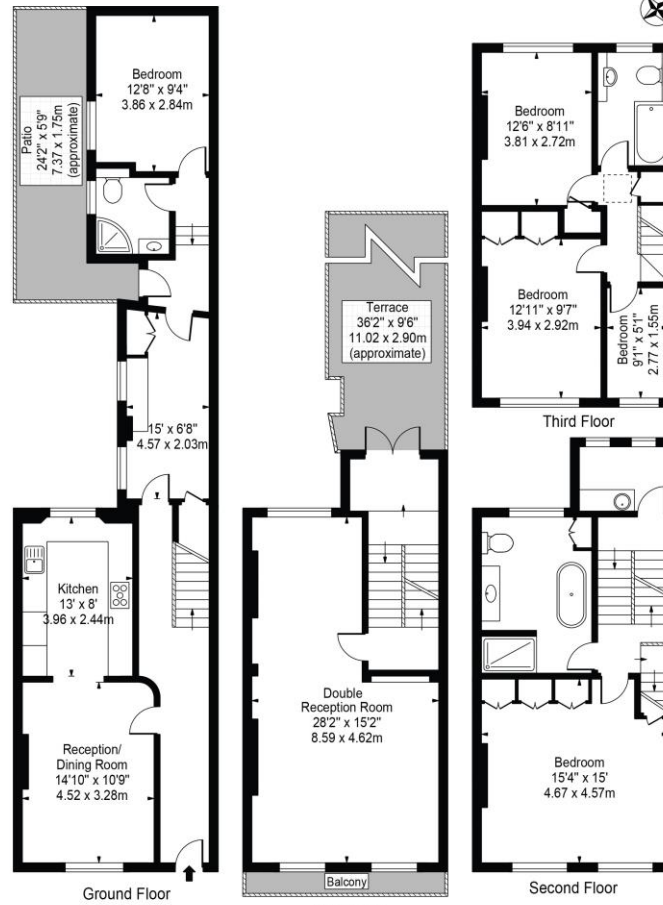 Bedroom
12'8" x 9'4"
3.86 x 2.84m
Patio
24'2" x 5'9"
7.37 x 1.75m
(approximate)
15' x 6'8"
4.57 x 2.03m
Kitchen
13' x 8'
3.96 x 2.44m
Reception/
Dining Room
14'10" x 10'9"
4.52 x 3.28m
Ground Floor
Terrace
36'2" x 9'6"
11.02 x 2.90m
(approximate)
Double
Reception Room
28'2" x 15'2"
8.59 x 4.62m
Balcony
Bedroom
12'6" x 8'11"
3.81 x 2.72m
Bedroom
12'11" x 9'7"
3.94 x 2.92m
Bedroom
9'1" x 5'1"
2.77 x 1.55m
Third Floor
Bedroom
15'4" x 15'
4.67 x 4.57m
Second Floor